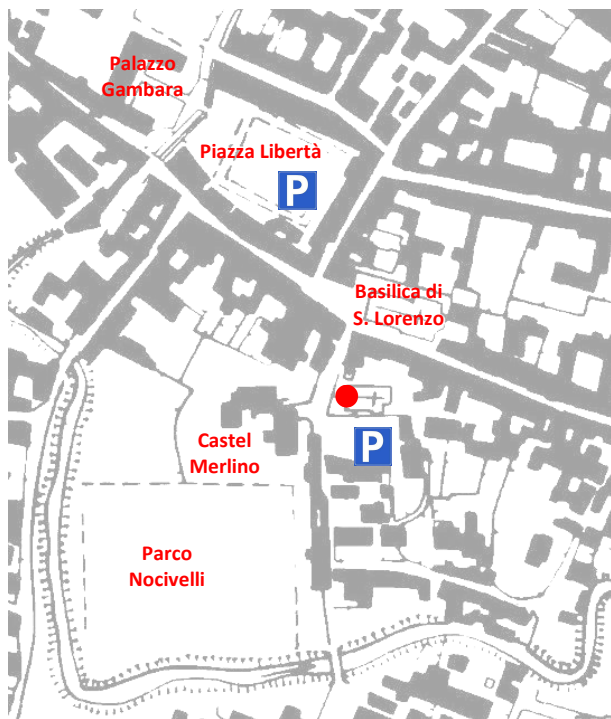 Palazzo
Gambara
Piazza Libertà
P
Basilica di
S. Lorenzo
Castel
Merlino
P
Parco
Nocivelli